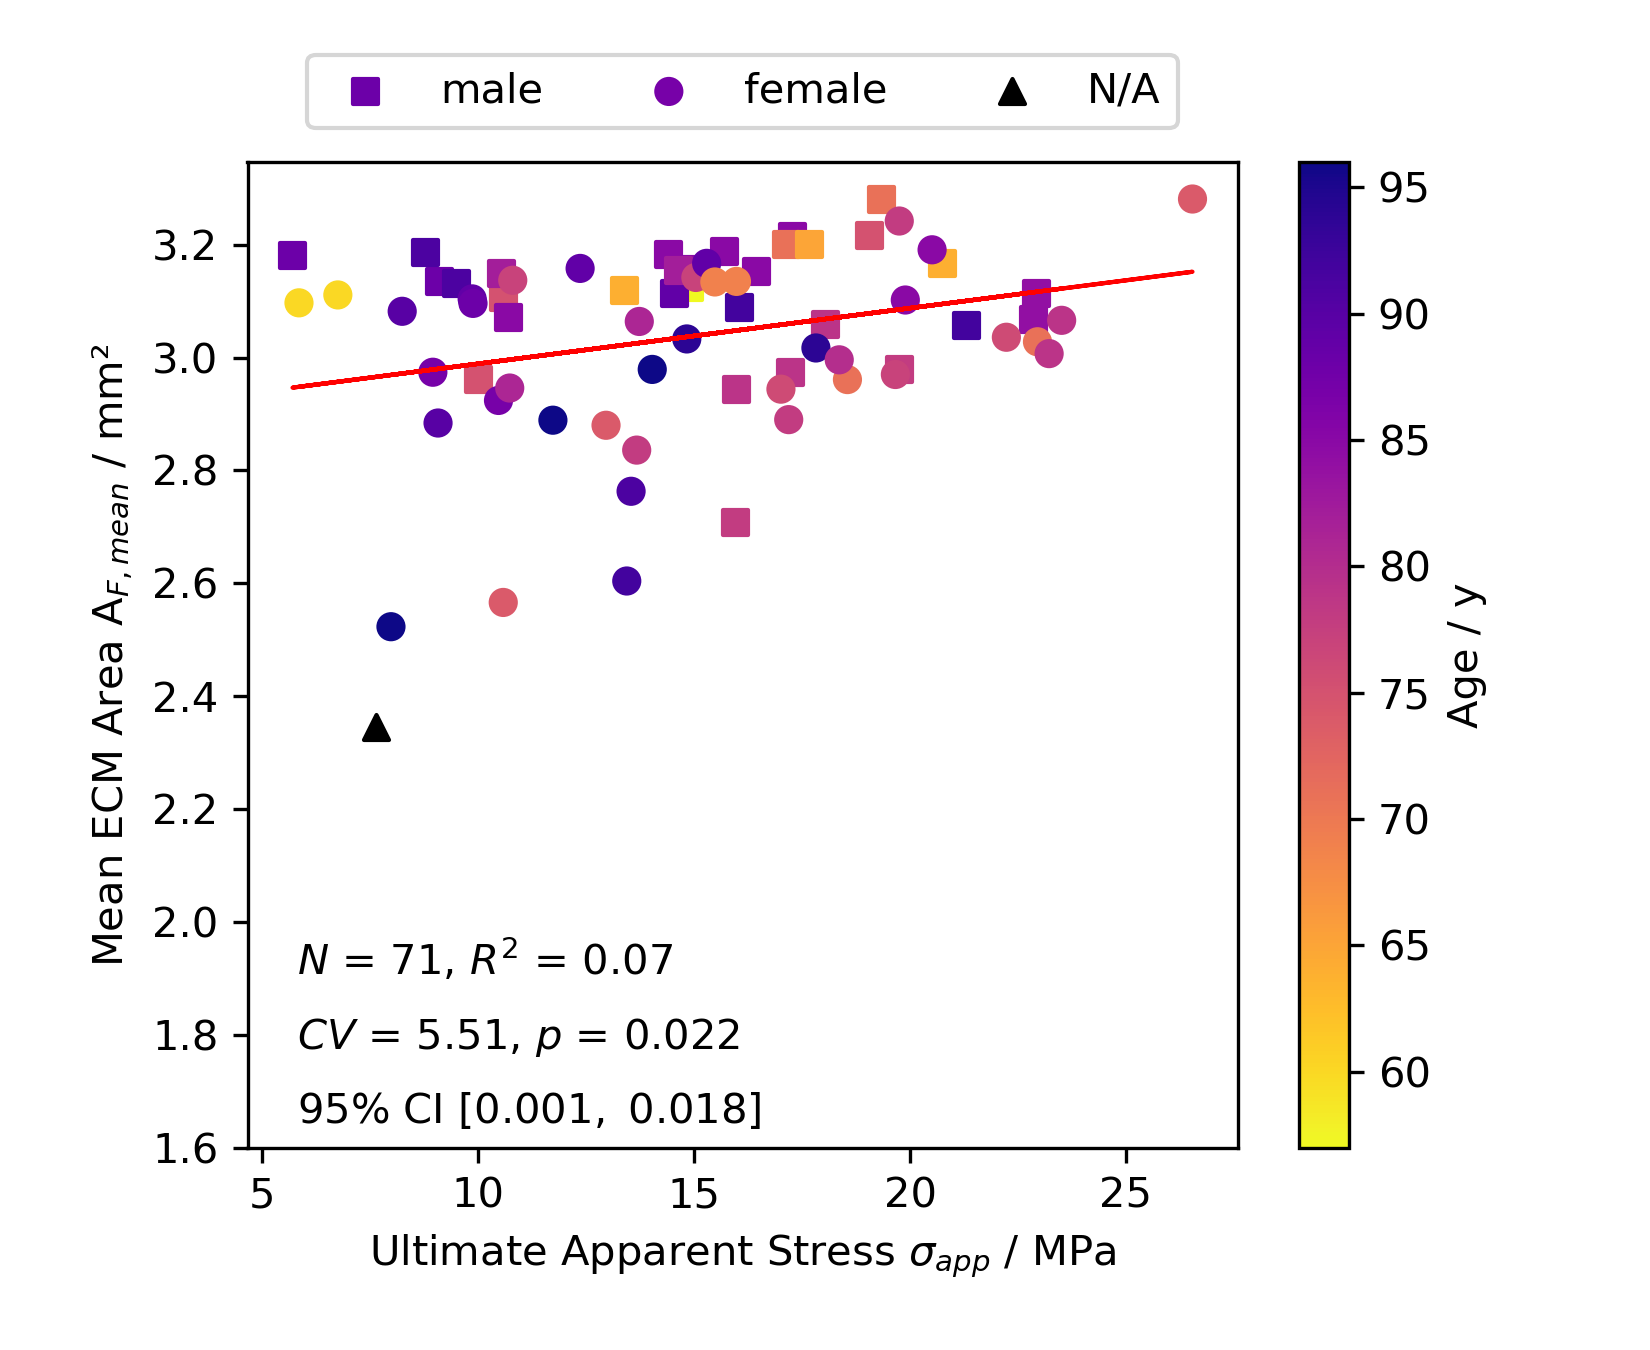 male female N/A
3.2
3.0
2.8
2.6
2.4
2.2
2.0
1.8
1.6
Mean ECM Area A_{F, mean} / mm²
N = 71, R² = 0.07
CV = 5.51, p = 0.022
95% CI [0.001, 0.018]
5 10 15 20 25
Ultimate Apparent Stress σ_{app} / MPa
95
90
85
80
75
70
65
60
Age / y